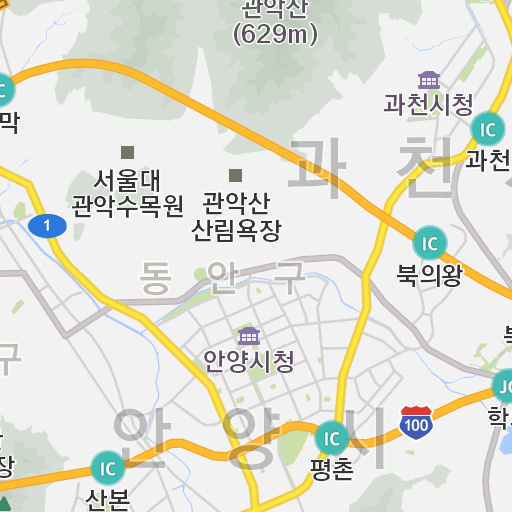 관악산
(629m)
과천시청
IC
C
막
과천
IC
과천
서울대
관악수목원
관악산
산림욕장
1
IC
북의왕
동안구
안양시청
구
북
JC
학
100
안양시
IC
평촌
IC
산본
장